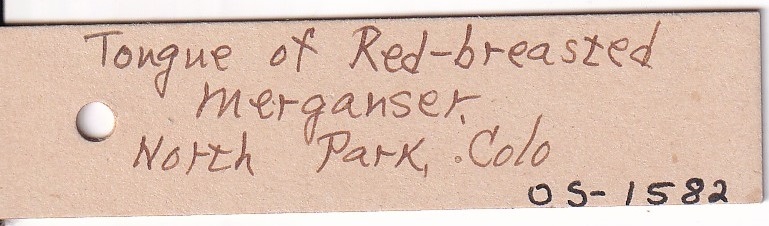 Tongue of Red-breasted
Merganser.
North Park, Colo
OS-1582